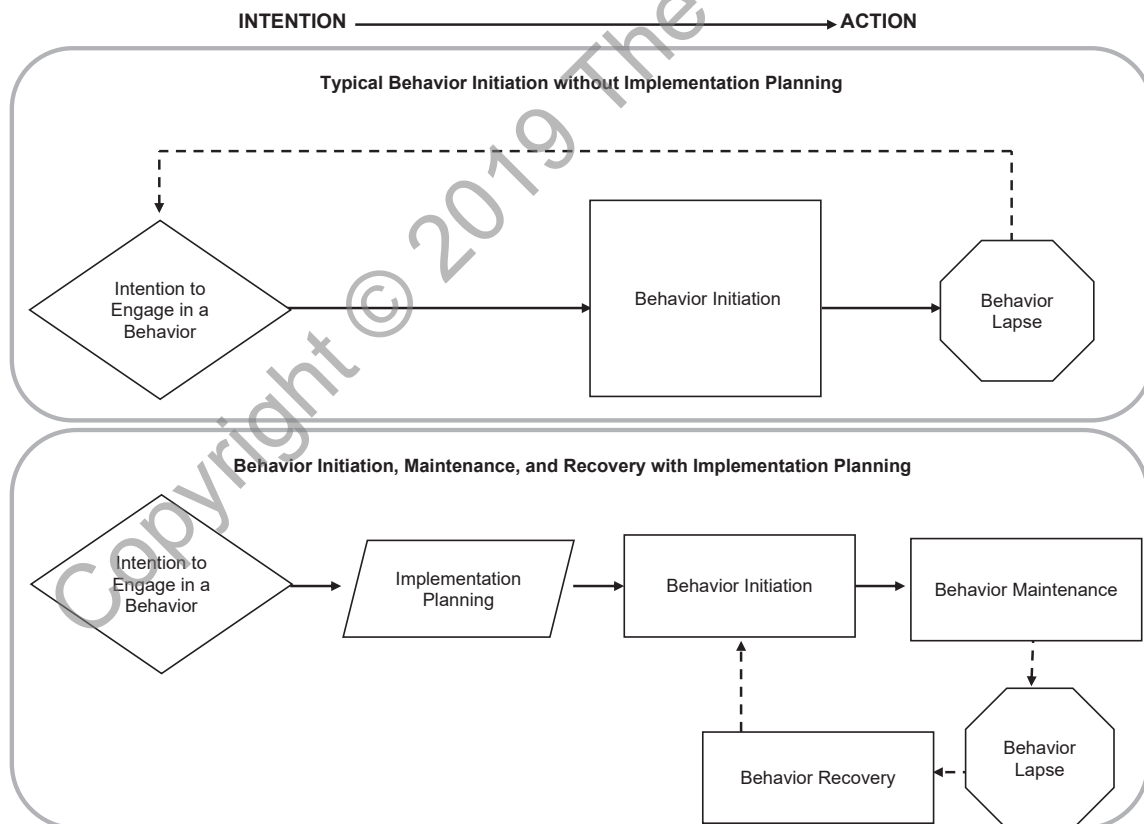 INTENTION ACTION
Typical Behavior Initiation without Implementation Planning
Intention to
Engage in a
Behavior
Behavior Initiation
Behavior
Lapse
Behavior Initiation, Maintenance, and Recovery with Implementation Planning
Intention to
Engage in a
Behavior
Implementation
Planning
Behavior Initiation
Behavior Maintenance
Behavior
Lapse
Behavior Recovery
Copyright © 2019 The